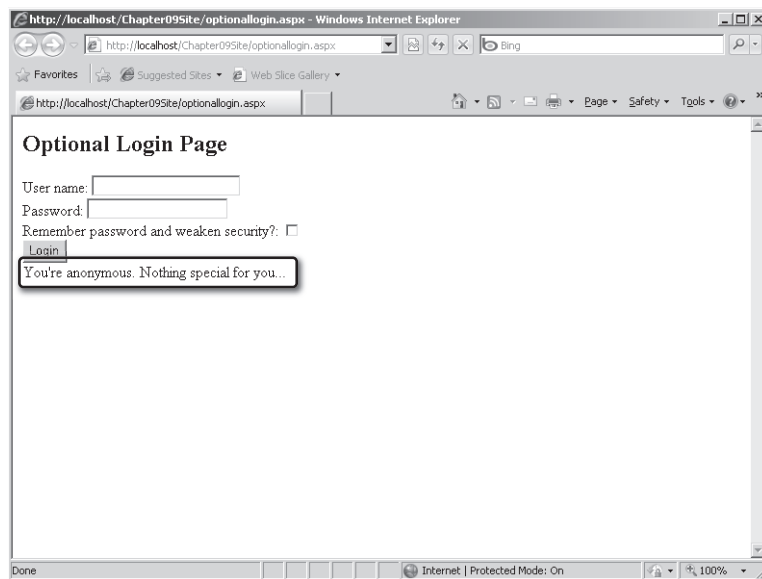 http://localhost/Chapter09Site/optionallogin.aspx - Windows Internet Explorer
http://localhost/Chapter09Site/optionallogin.aspx
Bing
Favorites
Suggested Sites
Web Slice Gallery
http://localhost/Chapter09Site/optionallogin.aspx
Page
Safety
Tools
Optional Login Page
User name:
Password:
Remember password and weaken security?:
Login
You're anonymous. Nothing special for you...
Done
Internet | Protected Mode: On
100%